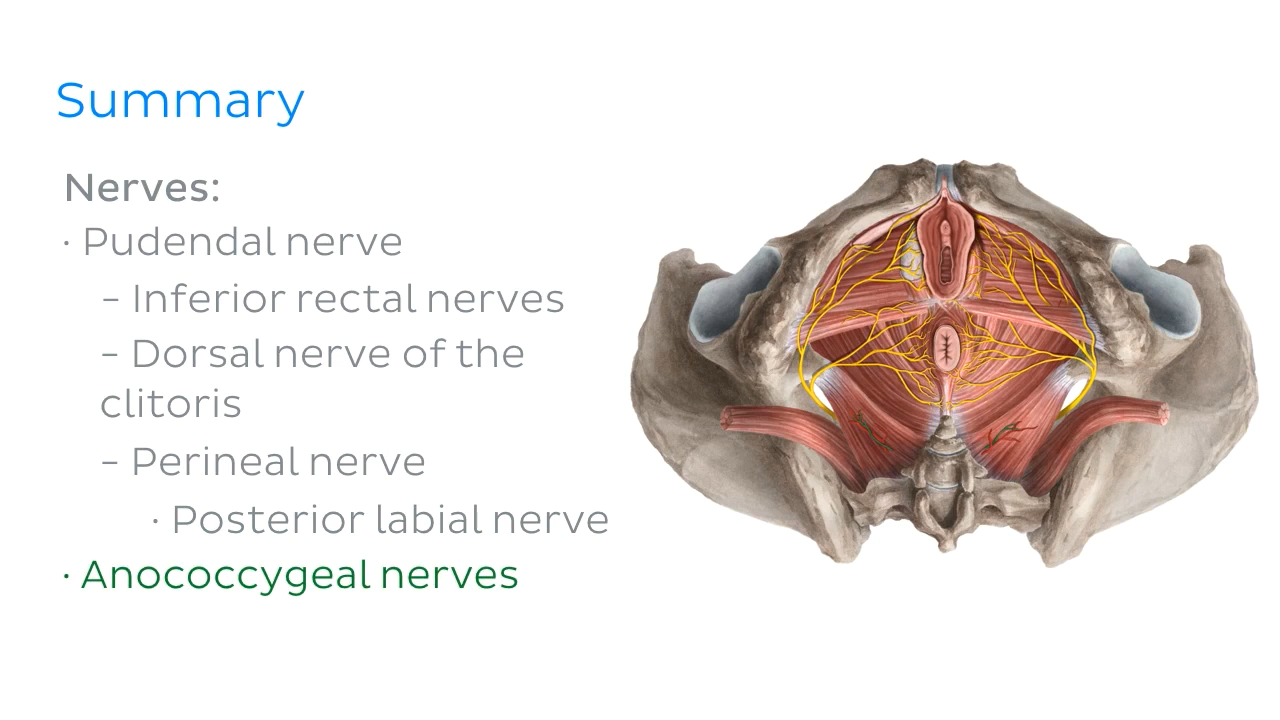 Summary
Nerves:
· Pudendal nerve
– Inferior rectal nerves
– Dorsal nerve of the
clitoris
– Perineal nerve
· Posterior labial nerve
· Anococcygeal nerves